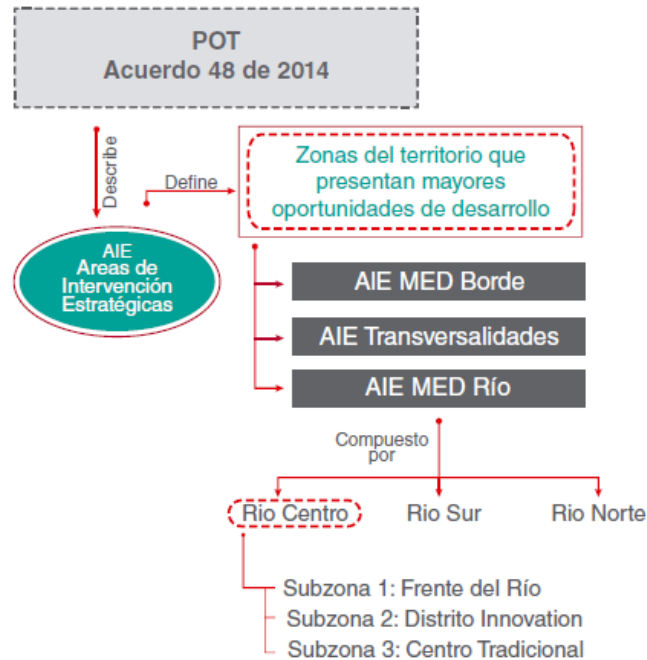 POT
Acuerdo 48 de 2014
Describe
Define
Zonas del territorio que
presentan mayores
oportunidades de desarrollo
AIE
Areas de
Intervención
Estratégicas
AIE MED Borde
AIE Transversalidades
AIE MED Río
Compuesto
por
Rio Centro
Rio Sur
Rio Norte
Subzona 1: Frente del Río
Subzona 2: Distrito Innovation
Subzona 3: Centro Tradicional